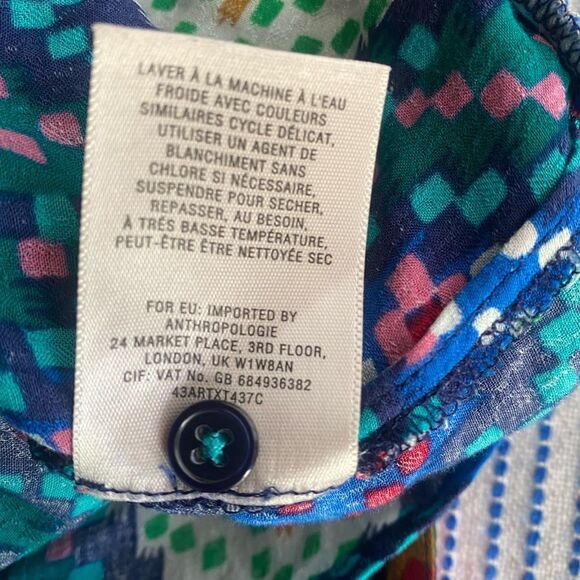 LAVER À LA MACHINE À L'EAU
FROIDE AVEC COULEURS
SIMILAIRES CYCLE DÉLICAT,
UTILISER UN AGENT DE
BLANCHIMENT SANS
CHLORE SI NÉCESSAIRE,
SUSPENDRE POUR SECHER,
REPASSER, AU BESOIN,
À TRÉS BASSE TEMPÉRATURE,
PEUT-ÊTRE ÊTRE NETTOYÉE SEC
FOR EU: IMPORTED BY
ANTHROPOLOGIE
24 MARKET PLACE, 3RD FLOOR,
LONDON, UK W1W8AN
CIF: VAT No. GB 684936382
43ARTXT437C